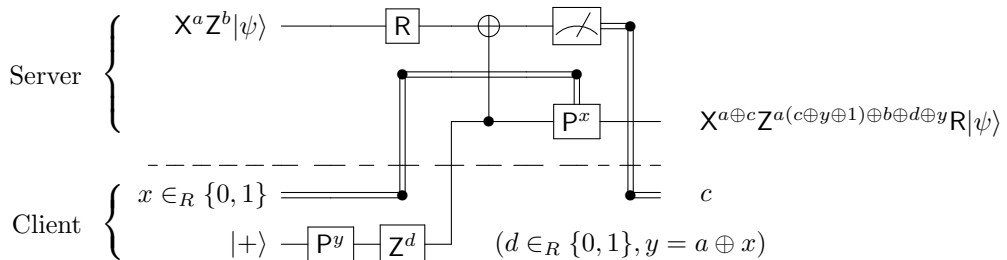 X^a Z^b |ψ⟩ R
Server
P^x X^{a⊕c} Z^{a(c⊕y⊕1)⊕b⊕d⊕y} R|ψ⟩
x ∈_R {0, 1} c
Client
|+⟩ P^y Z^d (d ∈_R {0, 1}, y = a ⊕ x)